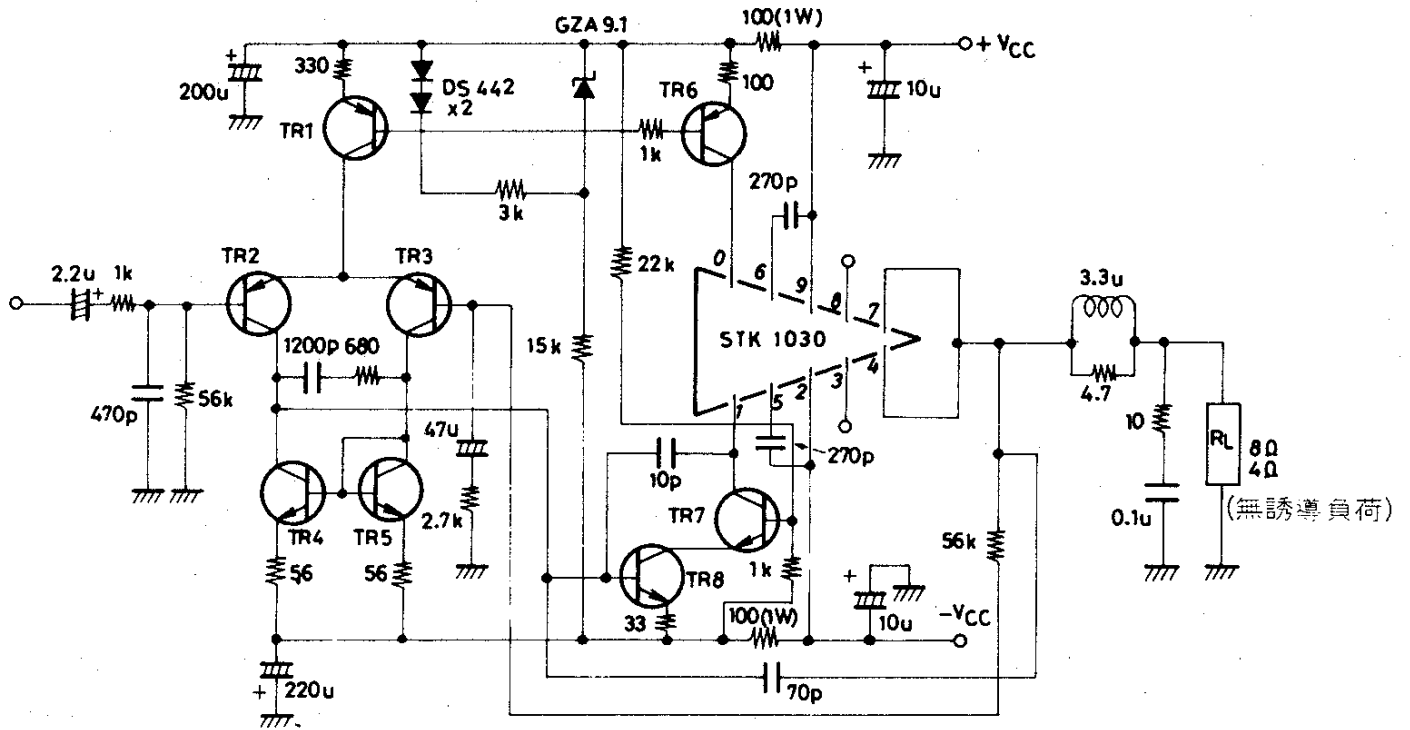 100(1W)
GZA 9.1
+ VCC
330
200u
DS 442
x2
TR6
100
10u
TR1
1k
3k
270p
TR2
TR3
2.2u
1k
22k
0
6
9
8
7
3.3u
STK 1030
1200p
680
15k
1
5
2
3
4
4.7
470p
56k
47u
10p
270p
10
RL
8Ω
4Ω
(無誘導負荷)
2.7k
TR7
0.1u
TR4
TR5
56k
56
56
TR8
1k
33
100(1W)
10u
-VCC
220u
70p